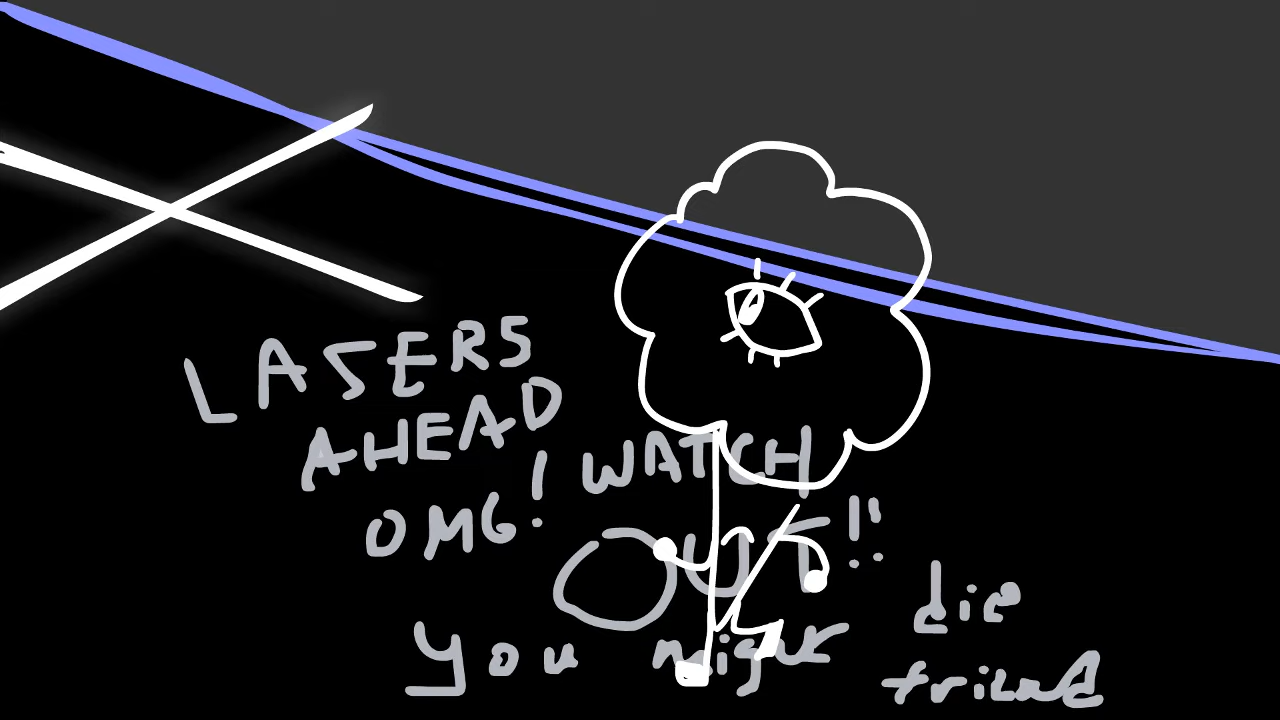 LASERS
AHEAD
OMG! WATCH
OUT!!
You might die
friend